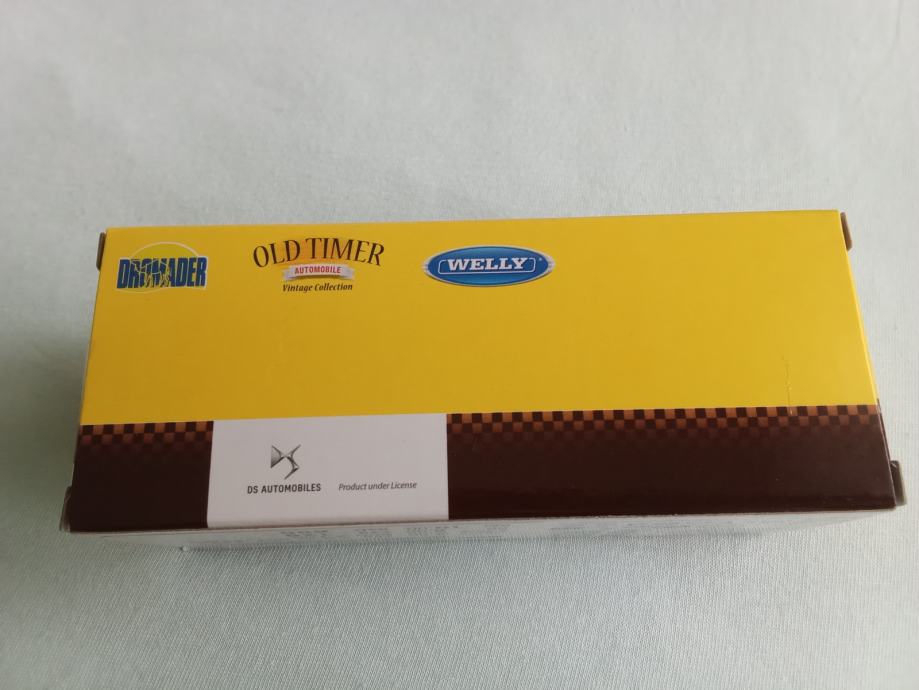 DROMADER
OLD TIMER
AUTOMOBILE
Vintage Collection
WELLY
DS AUTOMOBILES
Product under License